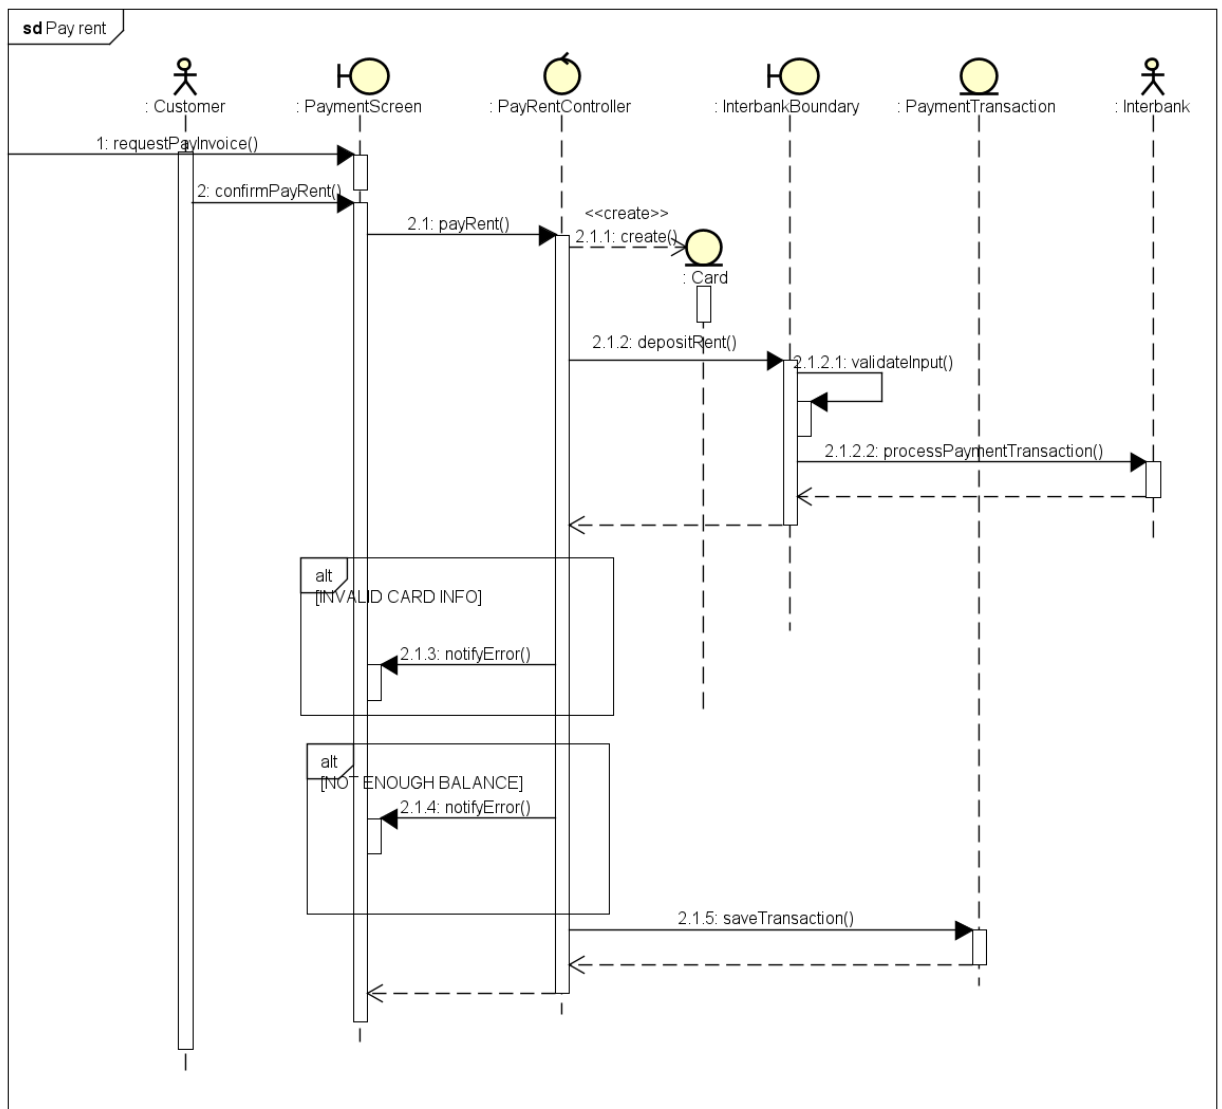 sd Pay rent
: Customer
: PaymentScreen
: PayRentController
: InterbankBoundary
: PaymentTransaction
: Interbank
1: requestPayInvoice()
2: confirmPayRent()
2.1: payRent()
<<create>>
2.1.1: create()
: Card
2.1.2: depositRent()
2.1.2.1: validateInput()
2.1.2.2: processPaymentTransaction()
alt
[INVALID CARD INFO]
2.1.3: notifyError()
alt
[NOT ENOUGH BALANCE]
2.1.4: notifyError()
2.1.5: saveTransaction()